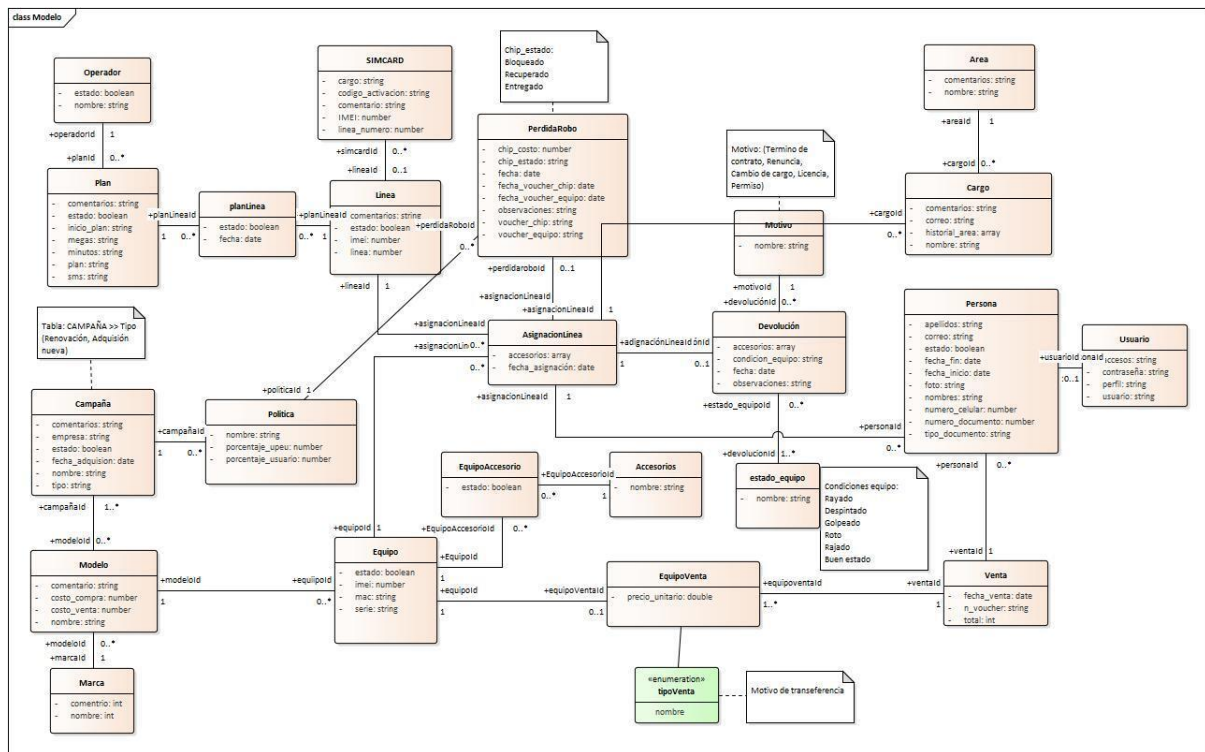 class Modelo
Operador
- estado: boolean
- nombre: string
+operadorId 1
+planId 0..*
Plan
- comentarios: string
- estado: boolean
- inicio_plan: string
- megas: string
- minutos: string
- plan: string
- sms: string
+planLineaId
1 0..*
planLinea
- estado: boolean
- fecha: date
+planLineaId
0..* 1
SIMCARD
- cargo: string
- codigo_activacion: string
- comentario: string
- IMEI: number
- linea_numero: number
+simcardId 0..*
+lineaId 0..1
Linea
comentarios: string
- estado: boolean
- imei: number
- linea: number
+lineaId 1
Chip_estado:
Bloqueado
Recuperado
Entregado
PerdidaRobo
- chip_costo: number
- chip_estado: string
- fecha: date
- fecha_voucher_chip: date
- fecha_voucher_equipo: date
- observaciones: string
- voucher_chip: string
- voucher_equipo: string
+perdidaRoboId
0..*
+perdidaroboId 0..1
+asignacionLineaId
+asignacionLineaId 1
Motivo: (Termino de
contrato, Renuncia,
Cambio de cargo, Licencia,
Permiso)
Motivo
- nombre: string
+motivoId 1
+devoluciónId
0..*
Area
- comentarios: string
- nombre: string
+areaId 1
+cargoId 0..*
Cargo
- comentarios: string
- correo: string
- historial_area: array
- nombre: string
+cargoId
0..*
Tabla: CAMPAÑA >> Tipo
(Renovación, Adquisión
nueva)
Campaña
- comentarios: string
- empresa: string
- estado: boolean
- fecha_adquision: date
- nombre: string
- tipo: string
+campañaId
1 0..*
+politicaId 1
Politica
- nombre: string
- porcentaje_upeu: number
- porcentaje_usuario: number
+asignacionLineaId
+asignacionLin 0..*
0..*
AsignacionLinea
- accesorios: array
- fecha_asignación: date
+asignacionLineaId 1
+adignaciónLineaId ónId
1 0..1
Devolución
- accesorios: array
- condicion_equipo: string
- fecha: date
- observaciones: string
+estado_equipoId 0..*
+devolucionId 1..*
estado_equipo
- nombre: string
Condiciones equipo:
Rayado
Despintado
Golpeado
Roto
Rajado
Buen estado
Persona
- apellidos: string
- correo: string
- estado: boolean
- fecha_fin: date
- fecha_inicio: date
- foto: string
- nombres: string
- numero_celular: number
- numero_documento: number
- tipo_documento: string
+personaId
0..*
+usuarioId onaId
:0..1
Usuario
accesos: string
- contraseña: string
- perfil: string
- usuario: string
+personaId 0..*
+ventaId 1
EquipoAccesorio
- estado: boolean
+EquipoAccesorioId
0..* 1
Accesorios
- nombre: string
+EquipoAccesorioId 0..*
+EquipoId
1
+campañaId 1..*
+modeloId 0..*
Modelo
- comentario: string
- costo_compra: number
- costo_venta: number
- nombre: string
+modeloId +equiipoId
1 0..*
+equipoId 1
Equipo
- estado: boolean
- imei: number
- mac: string
- serie: string
+equipoId +equipoVentaId
1 0..1
EquipoVenta
- precio_unitario: double
+equipoventaId +ventaId
1..* 1
Venta
- fecha_venta: date
- n_voucher: string
- total: int
+modeloId 0..*
+marcaId 1
Marca
- comentrio: int
- nombre: int
«enumeration»
tipoVenta
nombre
Motivo de transeferencia